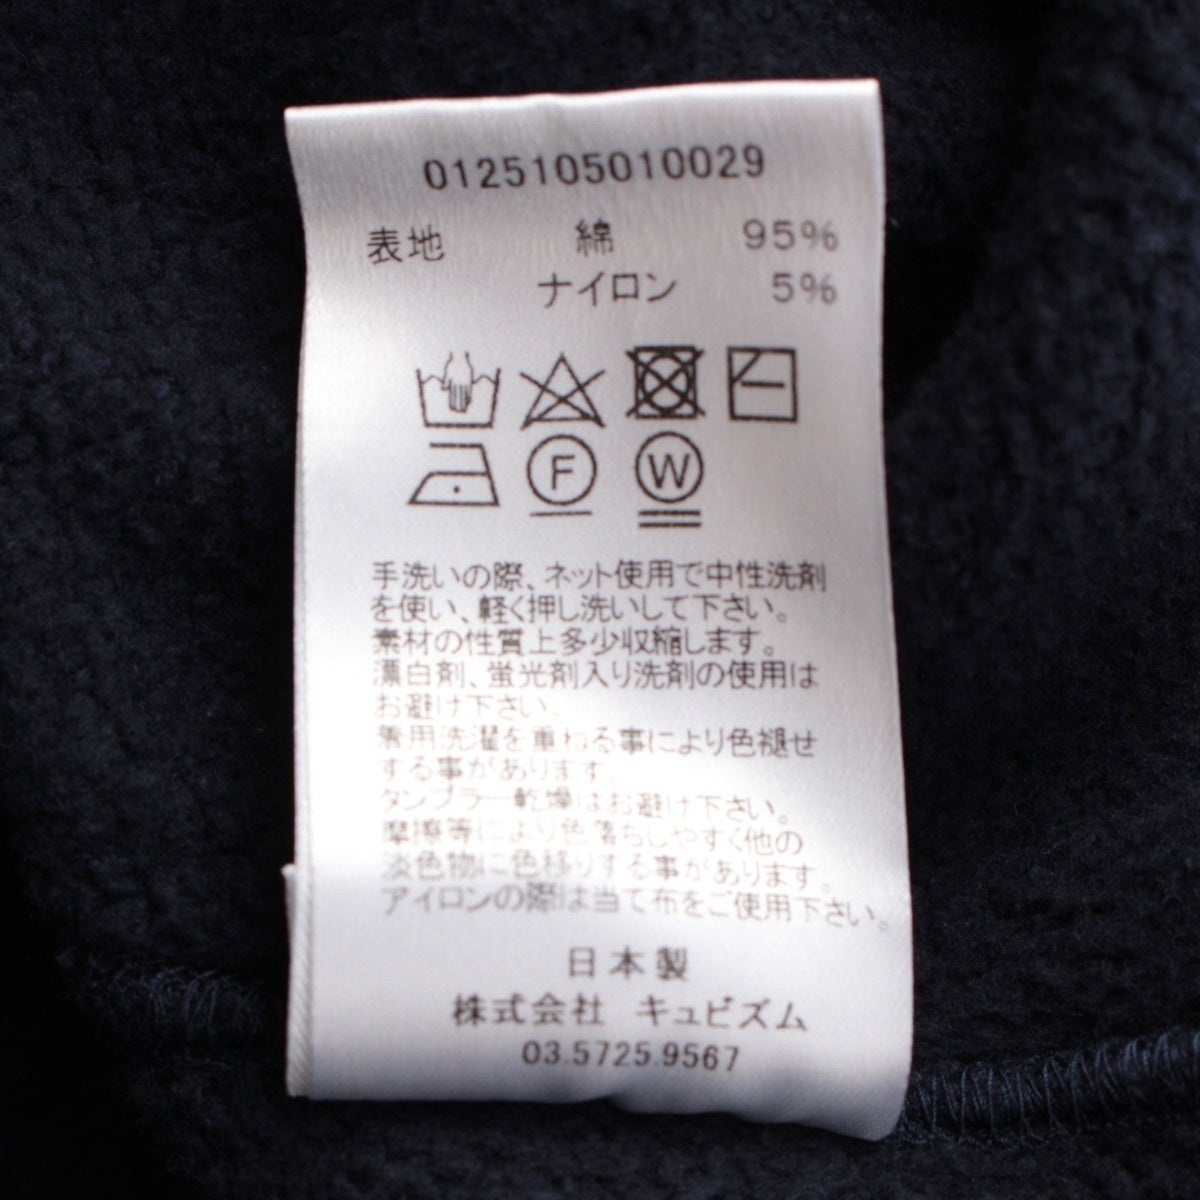 0125105010029
表地 綿 95%
ナイロン 5%
F W
手洗いの際、ネット使用で中性洗剤
を使い、軽く押し洗いして下さい。
素材の性質上多少収縮します。
漂白剤、蛍光剤入り洗剤の使用は
お避け下さい。
着用洗濯を重ねる事により色褪せ
する事があります。
タンブラー乾燥はお避け下さい。
摩擦等により色落ちしやすく他の
淡色物に色移りする事があります。
アイロンの際は当て布をご使用下さい。
日本製
株式会社 キュビズム
03.5725.9567